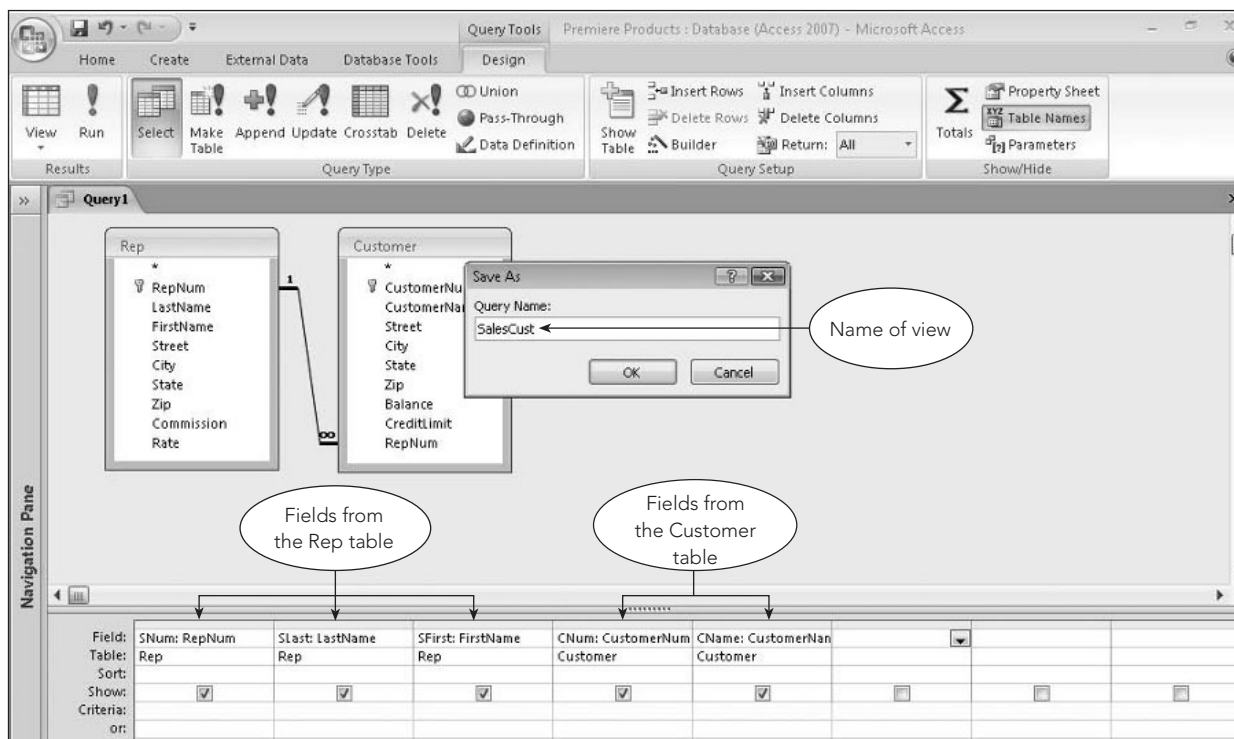 Query Tools
Premiere Products : Database (Access 2007) - Microsoft Access
Home Create External Data Database Tools Design
View
Run
Results
Select
Make Table
Append
Update
Crosstab
Delete
Union
Pass-Through
Data Definition
Query Type
Show Table
Insert Rows
Delete Rows
Builder
Insert Columns
Delete Columns
Return: All
Query Setup
Σ
Totals
Property Sheet
XYZ Table Names
[?] Parameters
Show/Hide
»
Query1
Rep
*
RepNum
LastName
FirstName
Street
City
State
Zip
Commission
Rate
1
∞
Customer
*
CustomerNu
CustomerNa
Street
City
State
Zip
Balance
CreditLimit
RepNum
Save As
?
Query Name:
SalesCust
OK Cancel
Name of view
Navigation Pane
Fields from
the Rep table
Fields from
the Customer
table
Field: SNum: RepNum SLast: LastName SFirst: FirstName CNum: CustomerNum CName: CustomerNan
Table: Rep Rep Rep Customer Customer
Sort:
Show:
Criteria:
or: